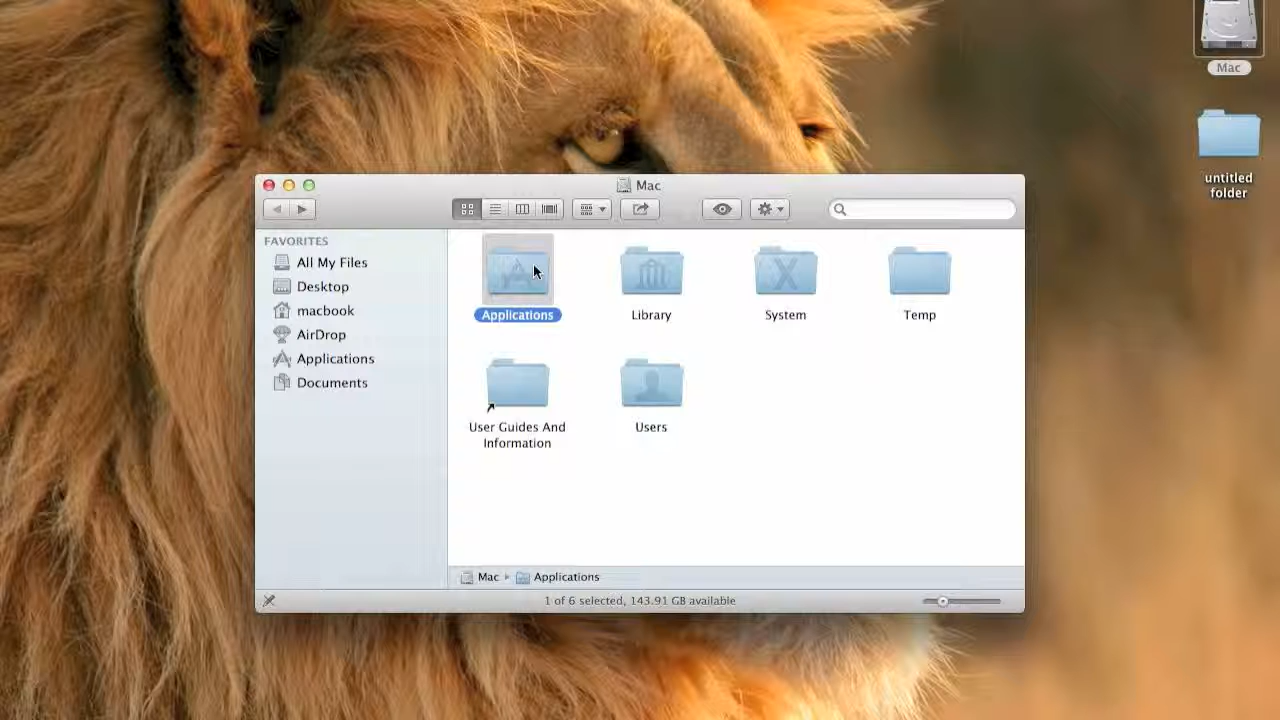 Mac
untitled
folder
Mac
FAVORITES
All My Files
Desktop
macbook
AirDrop
Applications
Documents
Applications
Library
System
Temp
User Guides And
Information
Users
Mac
Applications
1 of 6 selected, 143.91 GB available